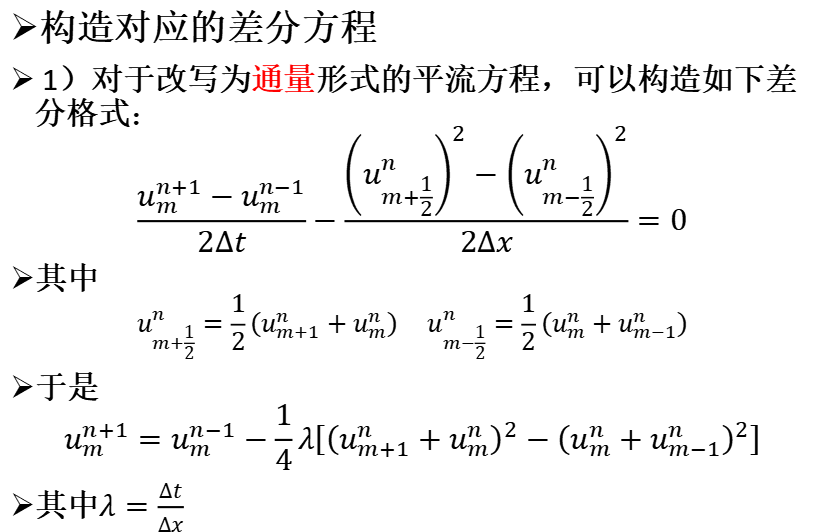 ➢构造对应的差分方程
➢ 1）对于改写为通量形式的平流方程，可以构造如下差
分格式：
$\frac{u_m^{n+1} - u_m^{n-1}}{2\Delta t} - \frac{\left(u_{m+\frac{1}{2}}^n\right)^2 - \left(u_{m-\frac{1}{2}}^n\right)^2}{2\Delta x} = 0$
➢其中
$u_{m+\frac{1}{2}}^n = \frac{1}{2}(u_{m+1}^n + u_m^n) \quad u_{m-\frac{1}{2}}^n = \frac{1}{2}(u_m^n + u_{m-1}^n)$
➢于是
$u_m^{n+1} = u_m^{n-1} - \frac{1}{4}\lambda[(u_{m+1}^n + u_m^n)^2 - (u_m^n + u_{m-1}^n)^2]$
➢其中$\lambda = \frac{\Delta t}{\Delta x}$